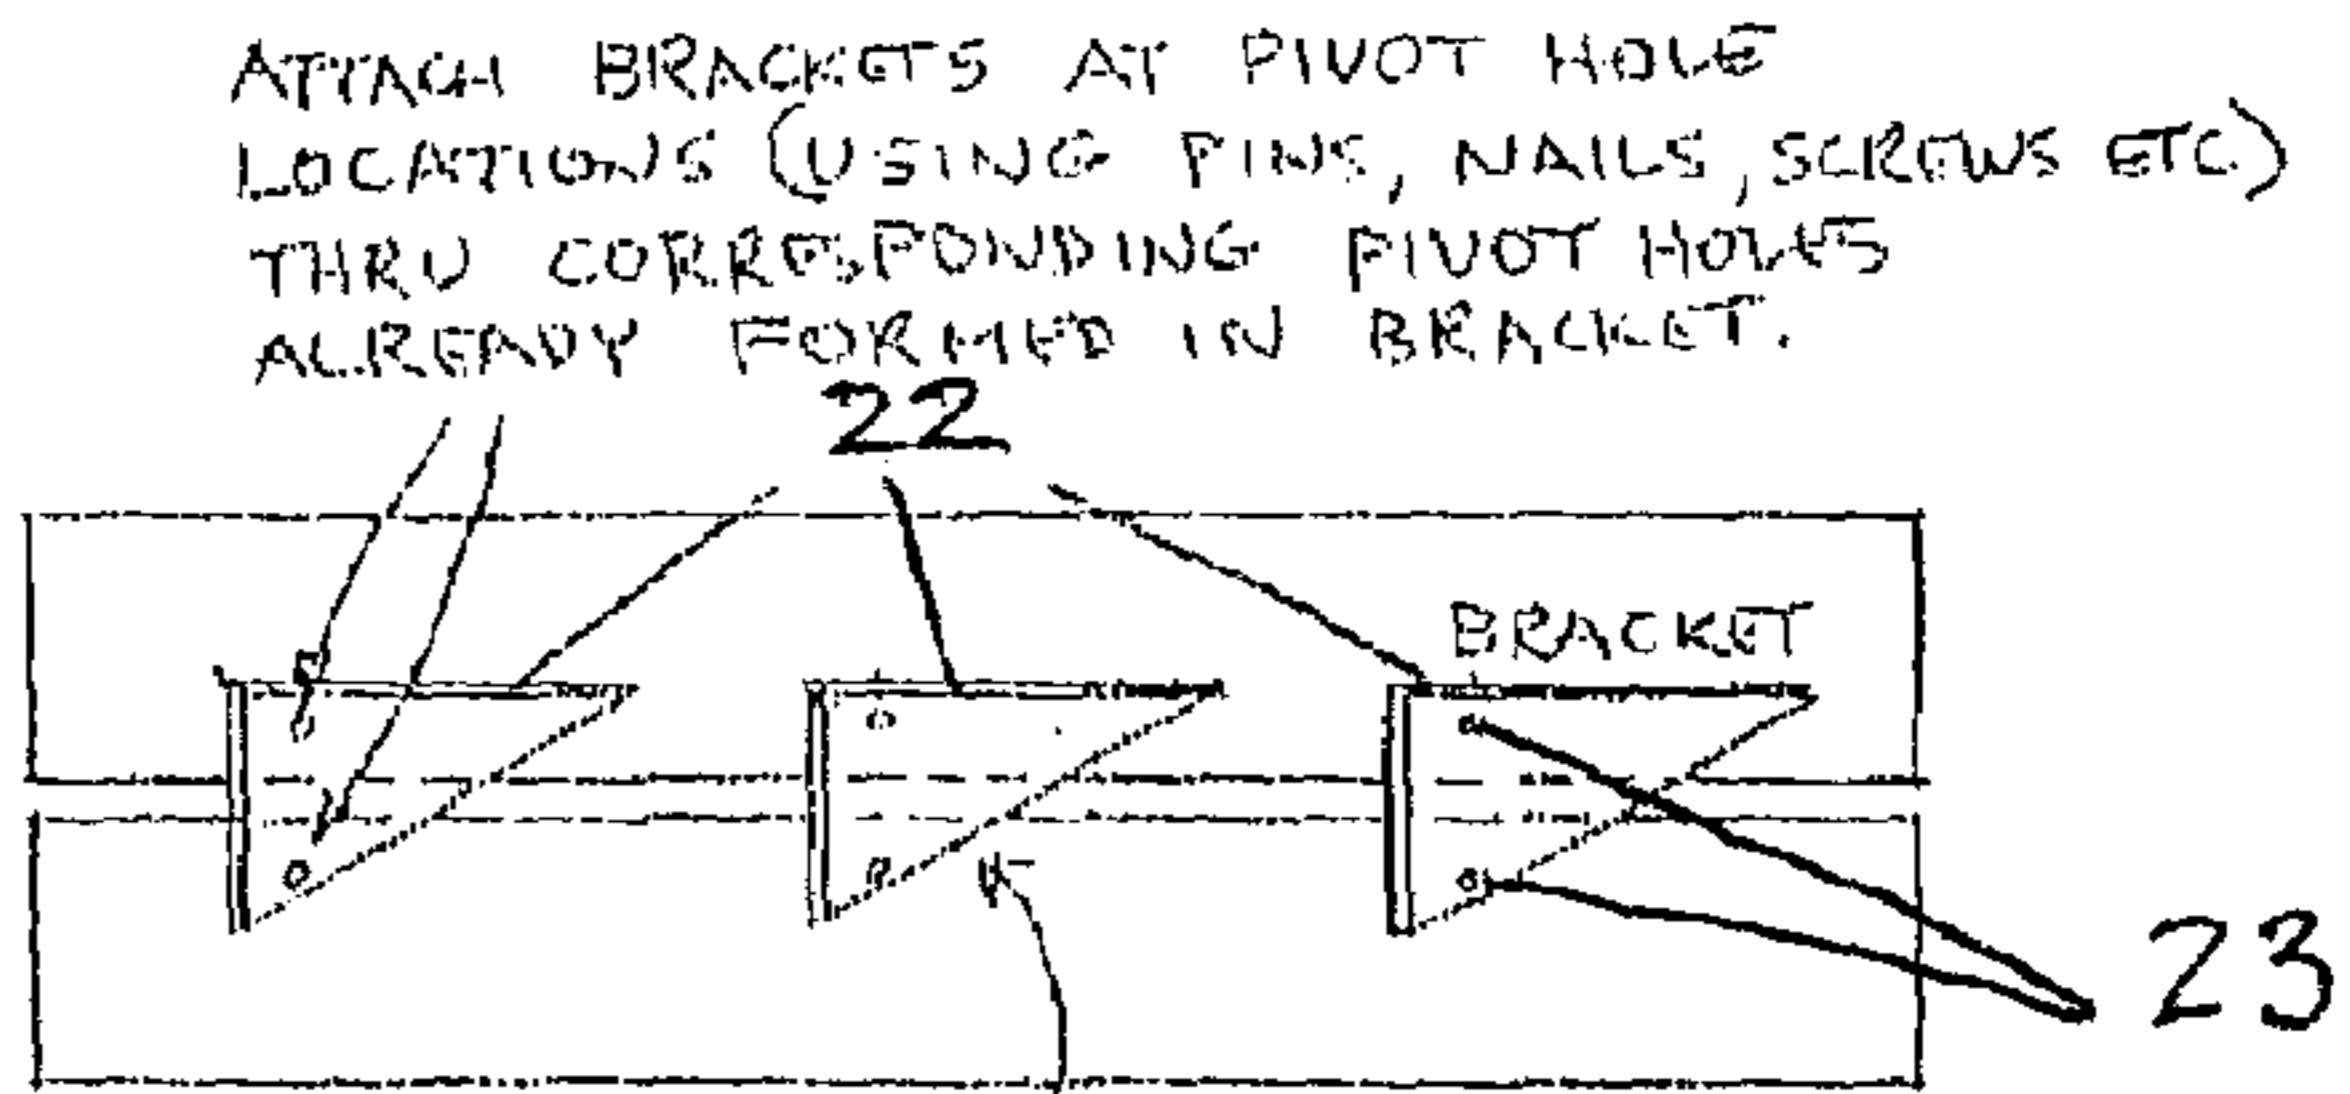 ATTACH BRACKETS AT PIVOT HOLE
LOCATIONS (USING PINS, NAILS, SCREWS ETC)
THRU CORRESPONDING PIVOT HOLES
ALREADY FORMED IN BRACKET.
22
BRACKET
23